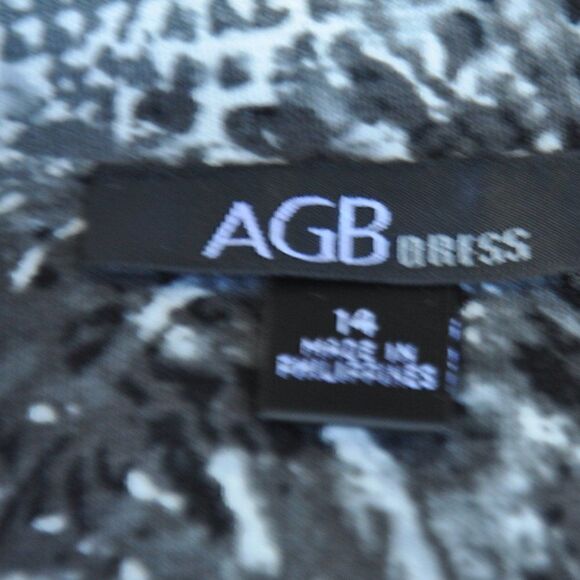 AGB DRESS
14
MADE IN
PHILIPPINES